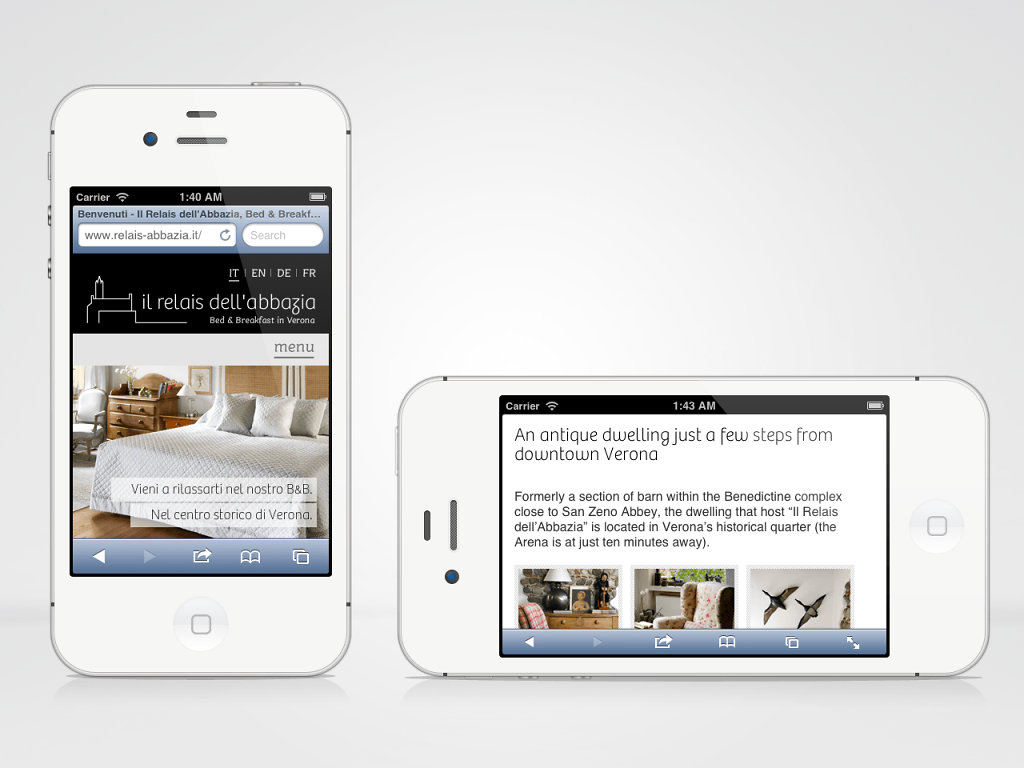 Carrier 1:40 AM
Benvenuti - Il Relais dell'Abbazia, Bed & Breakf...
www.relais-abbazia.it/ Search
IT | EN | DE | FR
il relais dell'abbazia
Bed & Breakfast in Verona
menu
Vieni a rilassarti nel nostro B&B.
Nel centro storico di Verona.
Carrier 1:43 AM
An antique dwelling just a few steps from
downtown Verona
Formerly a section of barn within the Benedictine complex
close to San Zeno Abbey, the dwelling that host “Il Relais
dell’Abbazia” is located in Verona’s historical quarter (the
Arena is at just ten minutes away).